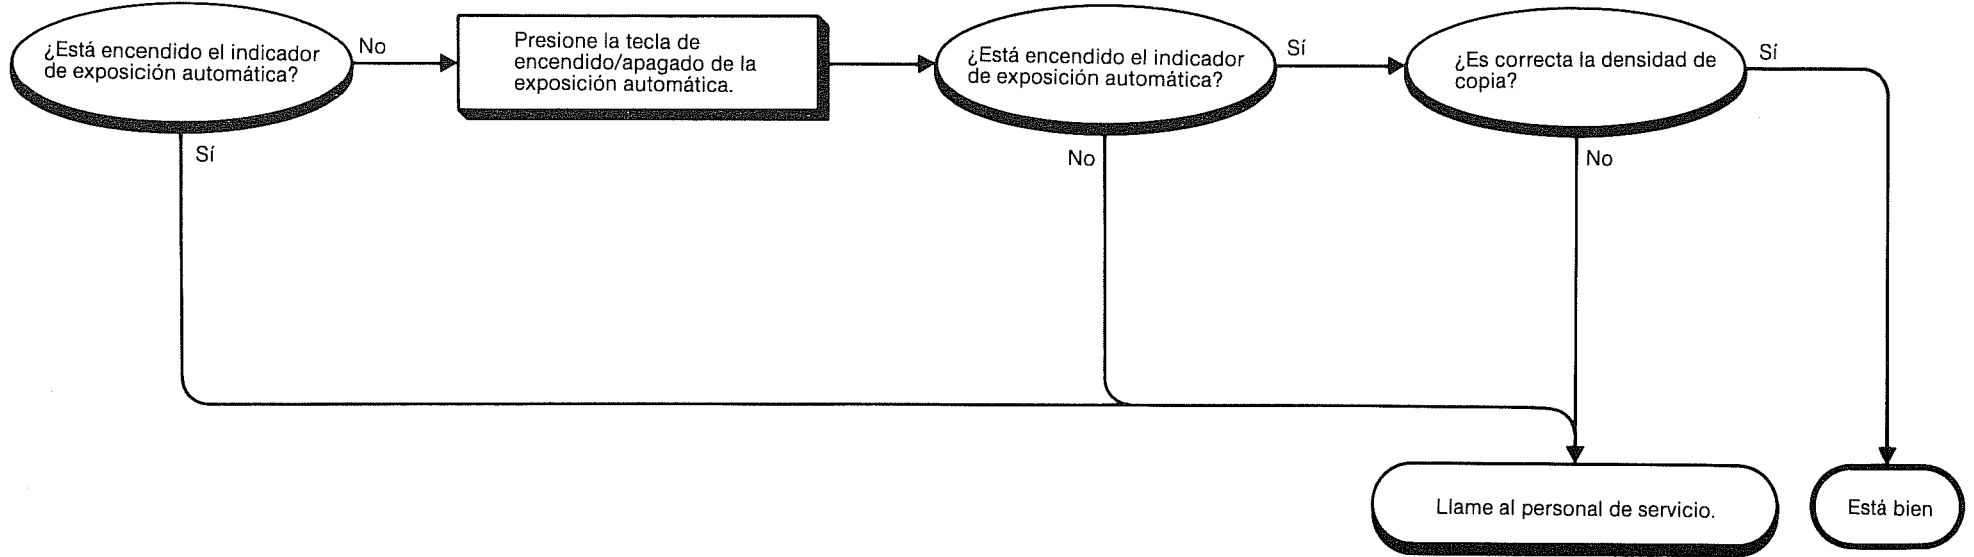 ¿Está encendido el indicador
de exposición automática?
No
Sí
Presione la tecla de
encendido/apagado de la
exposición automática.
¿Está encendido el indicador
de exposición automática?
Sí
No
¿Es correcta la densidad de
copia?
Sí
No
Llame al personal de servicio.
Está bien